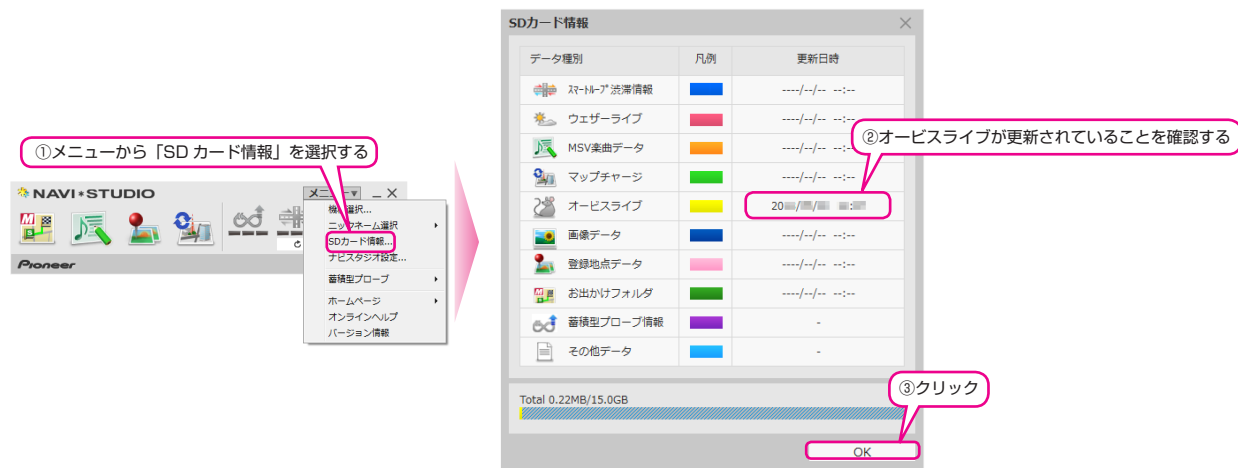 ①メニューから「SD カード情報」を選択する
NAVI*STUDIO
メニュー▼
機種選択...
ニックネーム選択
SDカード情報...
ナビスタジオ設定...
蓄積型プローブ
ホームページ
オンラインヘルプ
バージョン情報
Pioneer
SDカード情報
データ種別 凡例 更新日時
スマートループ渋滞情報 ----/--/-- --:--
ウェザーライブ ----/--/-- --:--
②オービスライブが更新されていることを確認する
MSV楽曲データ ----/--/-- --:--
マップチャージ ----/--/-- --:--
オービスライブ 20 / / :
画像データ ----/--/-- --:--
登録地点データ ----/--/-- --:--
お出かけフォルダ ----/--/-- --:--
蓄積型プローブ情報 -
その他データ -
③クリック
Total 0.22MB/15.0GB
OK